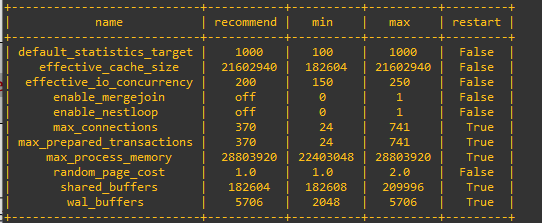 name | recommend | min | max | restart
default_statistics_target | 1000 | 100 | 1000 | False
effective_cache_size | 21602940 | 182604 | 21602940 | False
effective_io_concurrency | 200 | 150 | 250 | False
enable_mergejoin | off | 0 | 1 | False
enable_nestloop | off | 0 | 1 | False
max_connections | 370 | 24 | 741 | True
max_prepared_transactions | 370 | 24 | 741 | True
max_process_memory | 28803920 | 22403048 | 28803920 | True
random_page_cost | 1.0 | 1.0 | 2.0 | False
shared_buffers | 182604 | 182608 | 209996 | True
wal_buffers | 5706 | 2048 | 5706 | True